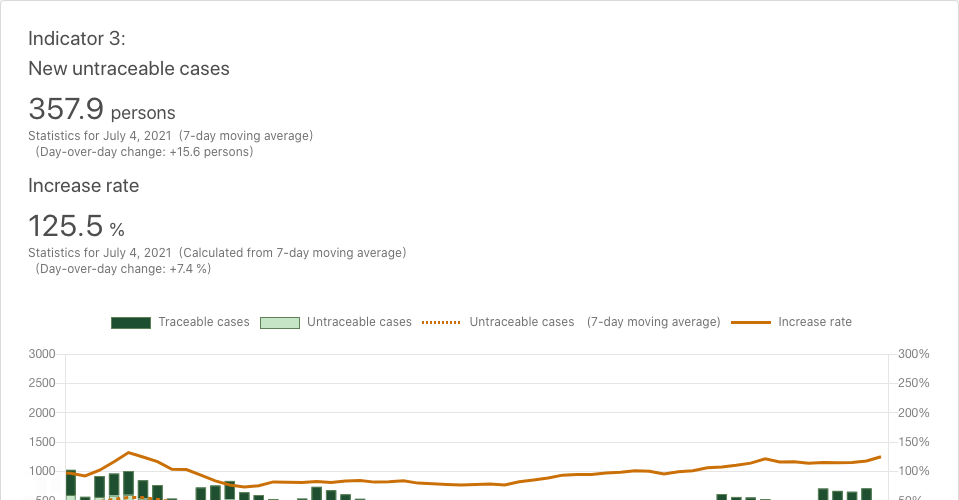 Indicator 3:
New untraceable cases
357.9 persons
Statistics for July 4, 2021 (7-day moving average)
(Day-over-day change: +15.6 persons)
Increase rate
125.5 %
Statistics for July 4, 2021 (Calculated from 7-day moving average)
(Day-over-day change: +7.4 %)
Traceable cases Untraceable cases Untraceable cases (7-day moving average) Increase rate
3000 300%
2500 250%
2000 200%
1500 150%
1000 100%
500 50%